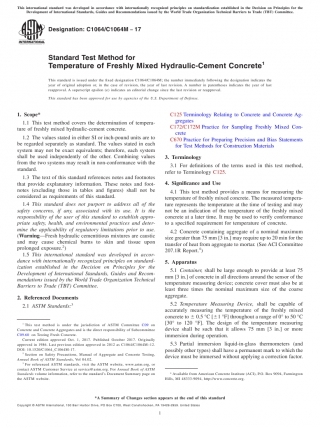 This international standard was developed in accordance with internationally recognized principles on standardization established in the Decision on Principles for the
Development of International Standards, Guides and Recommendations issued by the World Trade Organization Technical Barriers to Trade (TBT) Committee.
Designation: C1064/C1064M − 17
INTERNATIONAL
Standard Test Method for
Temperature of Freshly Mixed Hydraulic-Cement Concrete1
This standard is issued under the fixed designation C1064/C1064M; the number immediately following the designation indicates the
year of original adoption or, in the case of revision, the year of last revision. A number in parentheses indicates the year of last
reapproval. A superscript epsilon (ε) indicates an editorial change since the last revision or reapproval.
This standard has been approved for use by agencies of the U.S. Department of Defense.
1. Scope*
1.1 This test method covers the determination of tempera-
ture of freshly mixed hydraulic-cement concrete.
1.2 The values stated in either SI or inch-pound units are to
be regarded separately as standard. The values stated in each
system may not be exact equivalents; therefore, each system
shall be used independently of the other. Combining values
from the two systems may result in non-conformance with the
standard.
1.3 The text of this standard references notes and footnotes
that provide explanatory information. These notes and foot-
notes (excluding those in tables and figures) shall not be
considered as requirements of this standard.
1.4 This standard does not purport to address all of the
safety concerns, if any, associated with its use. It is the
responsibility of the user of this standard to establish appro-
priate safety, health, and environmental practices and deter-
mine the applicability of regulatory limitations prior to use.
(Warning—Fresh hydraulic cementitious mixtures are caustic
and may cause chemical burns to skin and tissue upon
prolonged exposure.2)
1.5 This international standard was developed in accor-
dance with internationally recognized principles on standard-
ization established in the Decision on Principles for the
Development of International Standards, Guides and Recom-
mendations issued by the World Trade Organization Technical
Barriers to Trade (TBT) Committee.
2. Referenced Documents
2.1 ASTM Standards:3
1 This test method is under the jurisdiction of ASTM Committee C09 on
Concrete and Concrete Aggregates and is the direct responsibility of Subcommittee
C09.60 on Testing Fresh Concrete.
Current edition approved Oct. 1, 2017. Published October 2017. Originally
approved in 1986. Last previous edition approved in 2012 as C1064/C1064M–12.
DOI: 10.1520/C1064_C1064M-17.
2 Section on Safety Precautions, Manual of Aggregate and Concrete Testing,
Annual Book of ASTM Standards, Vol 04.02.
3 For referenced ASTM standards, visit the ASTM website, www.astm.org, or
contact ASTM Customer Service at service@astm.org. For Annual Book of ASTM
Standards volume information, refer to the standard's Document Summary page on
the ASTM website.
C125 Terminology Relating to Concrete and Concrete Ag-
gregates
C172/C172M Practice for Sampling Freshly Mixed Con-
crete
C670 Practice for Preparing Precision and Bias Statements
for Test Methods for Construction Materials
3. Terminology
3.1 For definitions of the terms used in this test method,
refer to Terminology C125.
4. Significance and Use
4.1 This test method provides a means for measuring the
temperature of freshly mixed concrete. The measured tempera-
ture represents the temperature at the time of testing and may
not be an indication of the temperature of the freshly mixed
concrete at a later time. It may be used to verify conformance
to a specified requirement for temperature of concrete.
4.2 Concrete containing aggregate of a nominal maximum
size greater than 75 mm [3 in.] may require up to 20 min for the
transfer of heat from aggregate to mortar. (See ACI Committee
207.1R Report.4)
5. Apparatus
5.1 Container, shall be large enough to provide at least 75
mm [3 in.] of concrete in all directions around the sensor of the
temperature measuring device; concrete cover must also be at
least three times the nominal maximum size of the coarse
aggregate.
5.2 Temperature Measuring Device, shall be capable of
accurately measuring the temperature of the freshly mixed
concrete to ± 0.5 °C [±1 °F] throughout a range of 0° to 50 °C
[30° to 120 °F]. The design of the temperature measuring
device shall be such that it allows 75 mm [3 in.] or more
immersion during operation.
5.3 Partial immersion liquid-in-glass thermometers (and
possibly other types) shall have a permanent mark to which the
device must be immersed without applying a correction factor.
4 Available from American Concrete Institute (ACI), P.O. Box 9094, Farmington
Hills, MI 48333-9094, http://www.concrete.org.
*A Summary of Changes section appears at the end of this standard
Copyright © ASTM International, 100 Barr Harbor Drive, PO Box C700, West Conshohocken, PA 19428-2959. United States
1